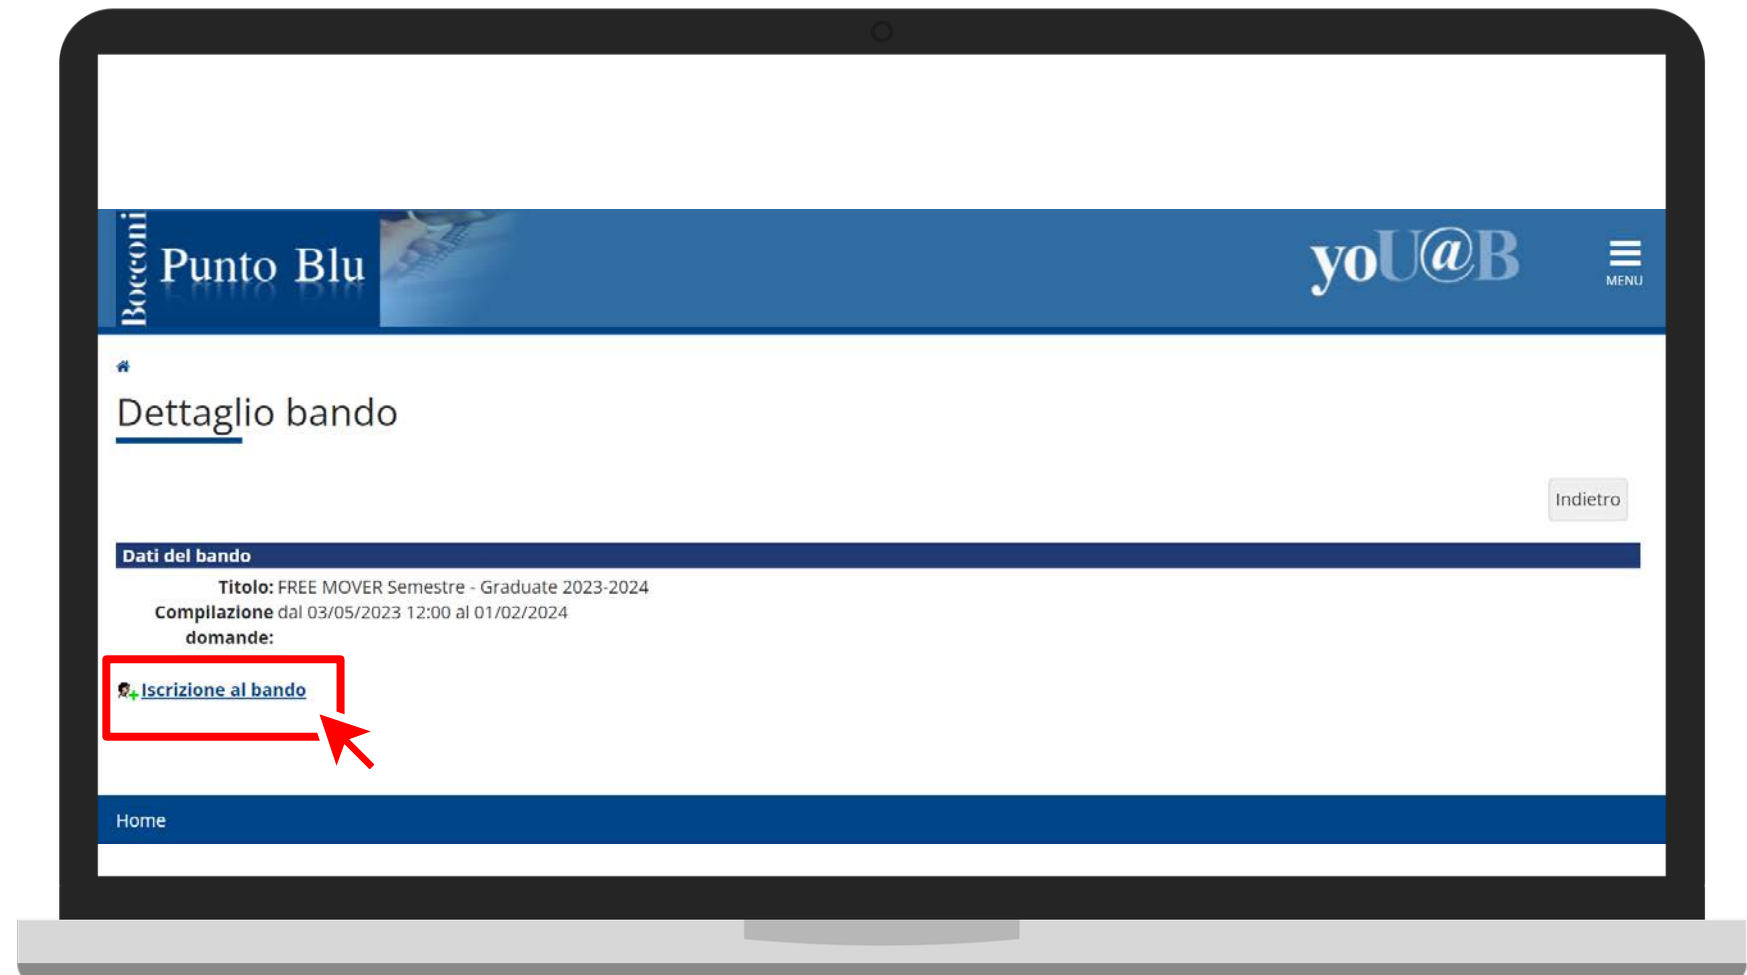 Bocconi
Punto Blu
yoU@B
MENU
Dettaglio bando
Indietro
Dati del bando
Titolo: FREE MOVER Semestre - Graduate 2023-2024
Compilazione dal 03/05/2023 12:00 al 01/02/2024
domande:
Iscrizione al bando
Home